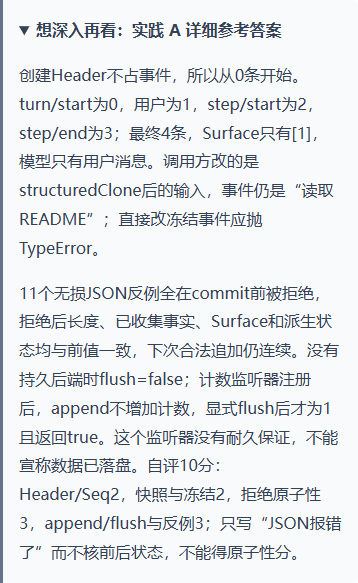 ▼ 想深入再看：实践 A 详细参考答案
创建Header不占事件，所以从0条开始。
turn/start为0，用户为1，step/start为2，
step/end为3；最终4条，Surface只有[1]，
模型只有用户消息。调用方改的是
structuredClone后的输入，事件仍是“读取
README”；直接改冻结事件应抛
TypeError。
11个无损JSON反例全在commit前被拒绝，
拒绝后长度、已收集事实、Surface和派生状
态均与前值一致，下次合法追加仍连续。没有
持久后端时flush=false；计数监听器注册
后，append不增加计数，显式flush后才为1
且返回true。这个监听器没有耐久保证，不能
宣称数据已落盘。自评10分：
Header/Seq2，快照与冻结2，拒绝原子性
3，append/flush与反例3；只写“JSON报错
了”而不核前后状态，不能得原子性分。